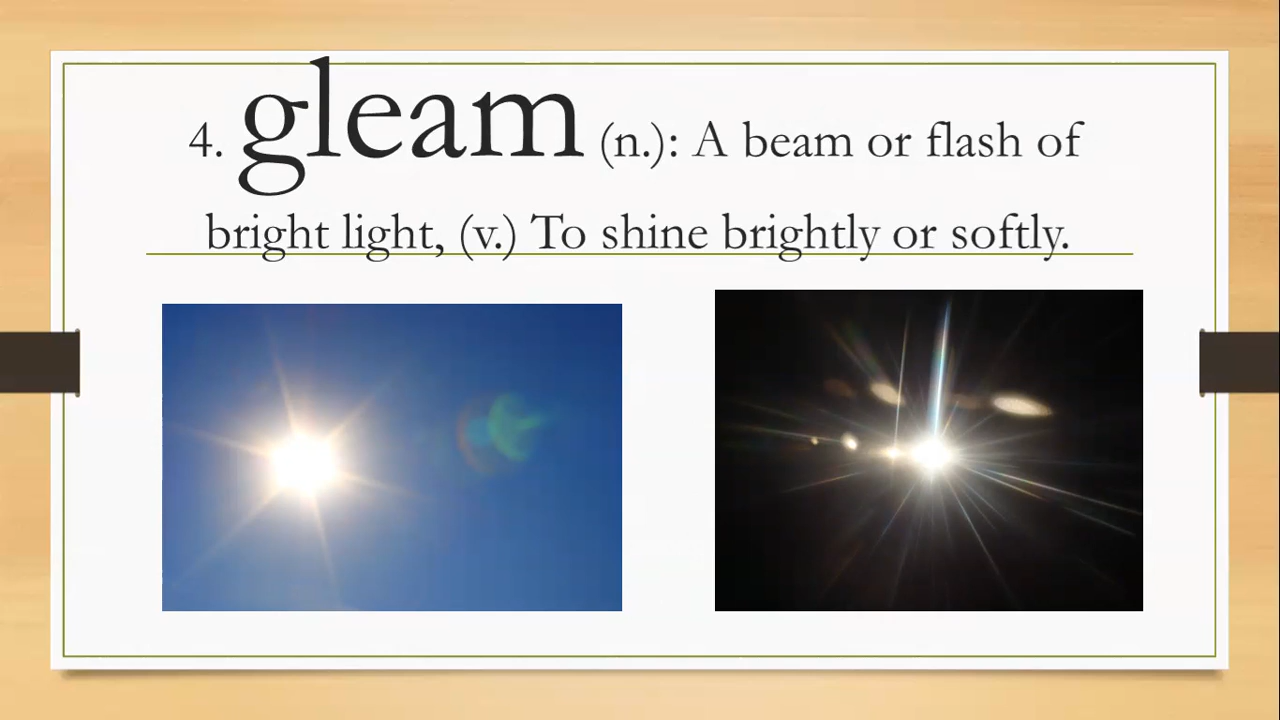 4. gleam (n.): A beam or flash of
bright light, (v.) To shine brightly or softly.